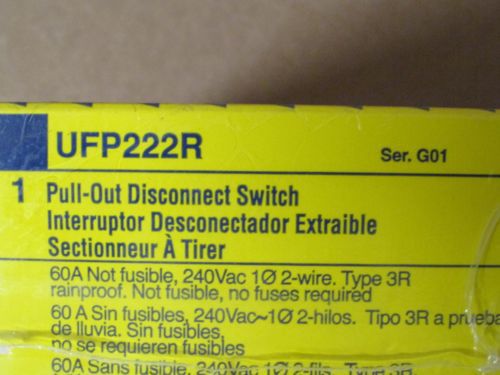 UFP222R
Ser. G01
1 Pull-Out Disconnect Switch
Interruptor Desconectador Extraible
Sectionneur À Tirer
60A Not fusible, 240Vac 1Ø 2-wire. Type 3R
rainproof. Not fusible, no fuses required
60 A Sin fusibles, 240Vac~1Ø 2-hilos. Tipo 3R a prueba
de lluvia. Sin fusibles,
no se requieren fusibles
60A Sans fusible, 240Vac 1Ø 2-fils. Type 3R,